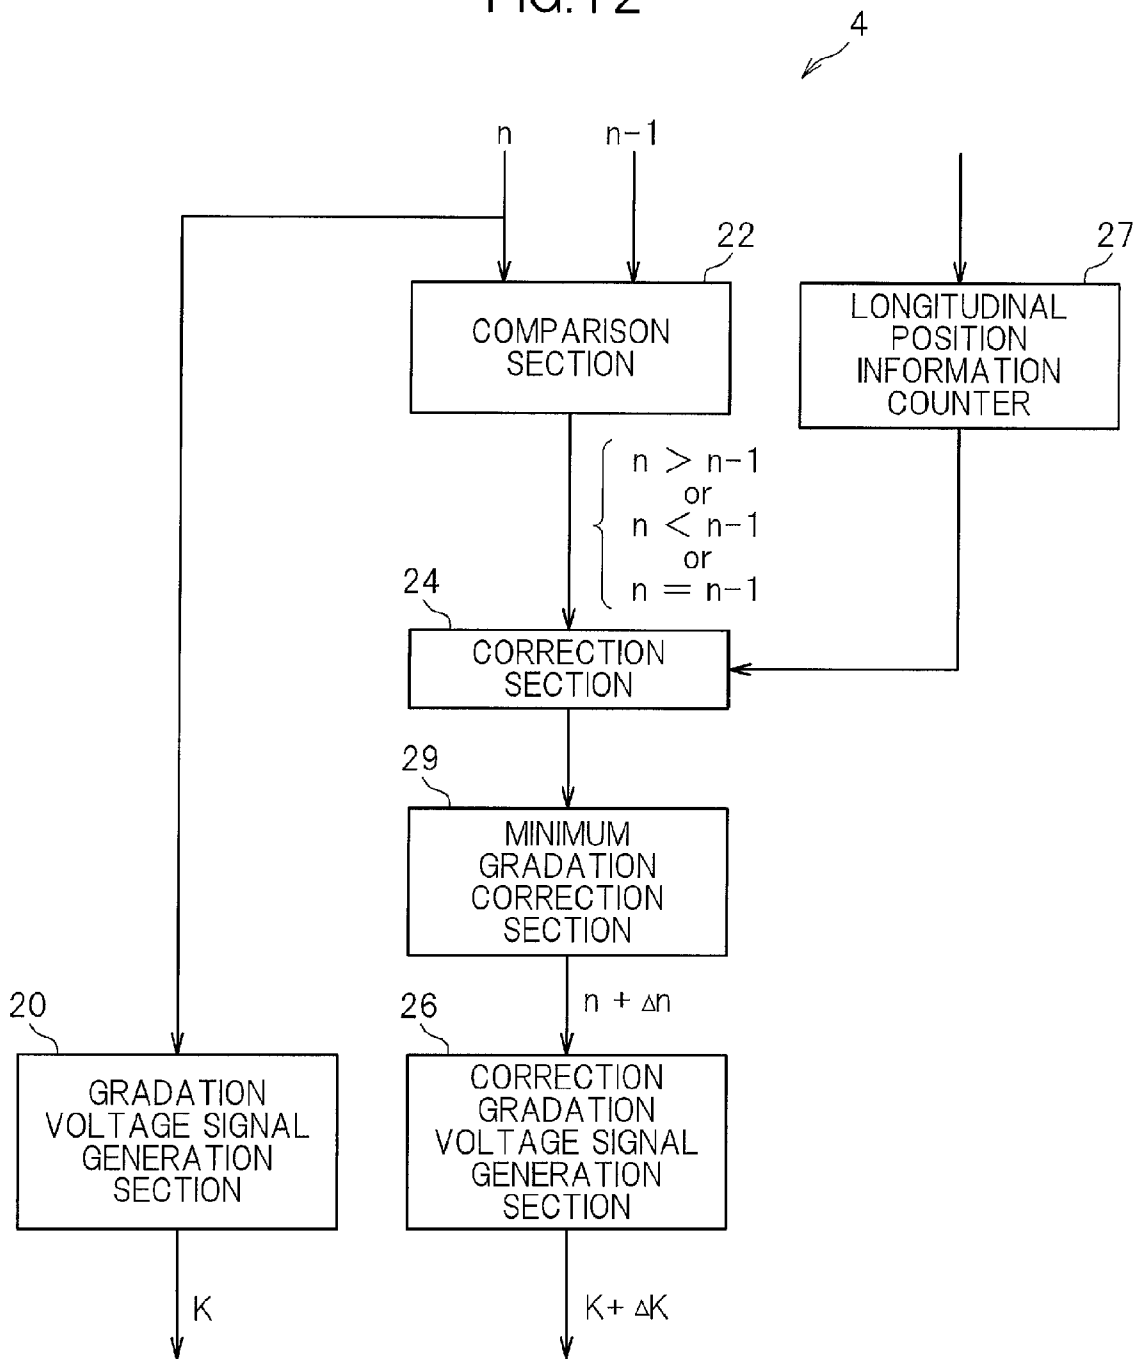 FIG.12
4
n
n-1
22
27
COMPARISON
SECTION
LONGITUDINAL
POSITION
INFORMATION
COUNTER
n > n-1
or
n < n-1
or
n = n-1
24
CORRECTION
SECTION
29
MINIMUM
GRADATION
CORRECTION
SECTION
n + Δn
20
26
GRADATION
VOLTAGE SIGNAL
GENERATION
SECTION
CORRECTION
GRADATION
VOLTAGE SIGNAL
GENERATION
SECTION
K
K+ ΔK